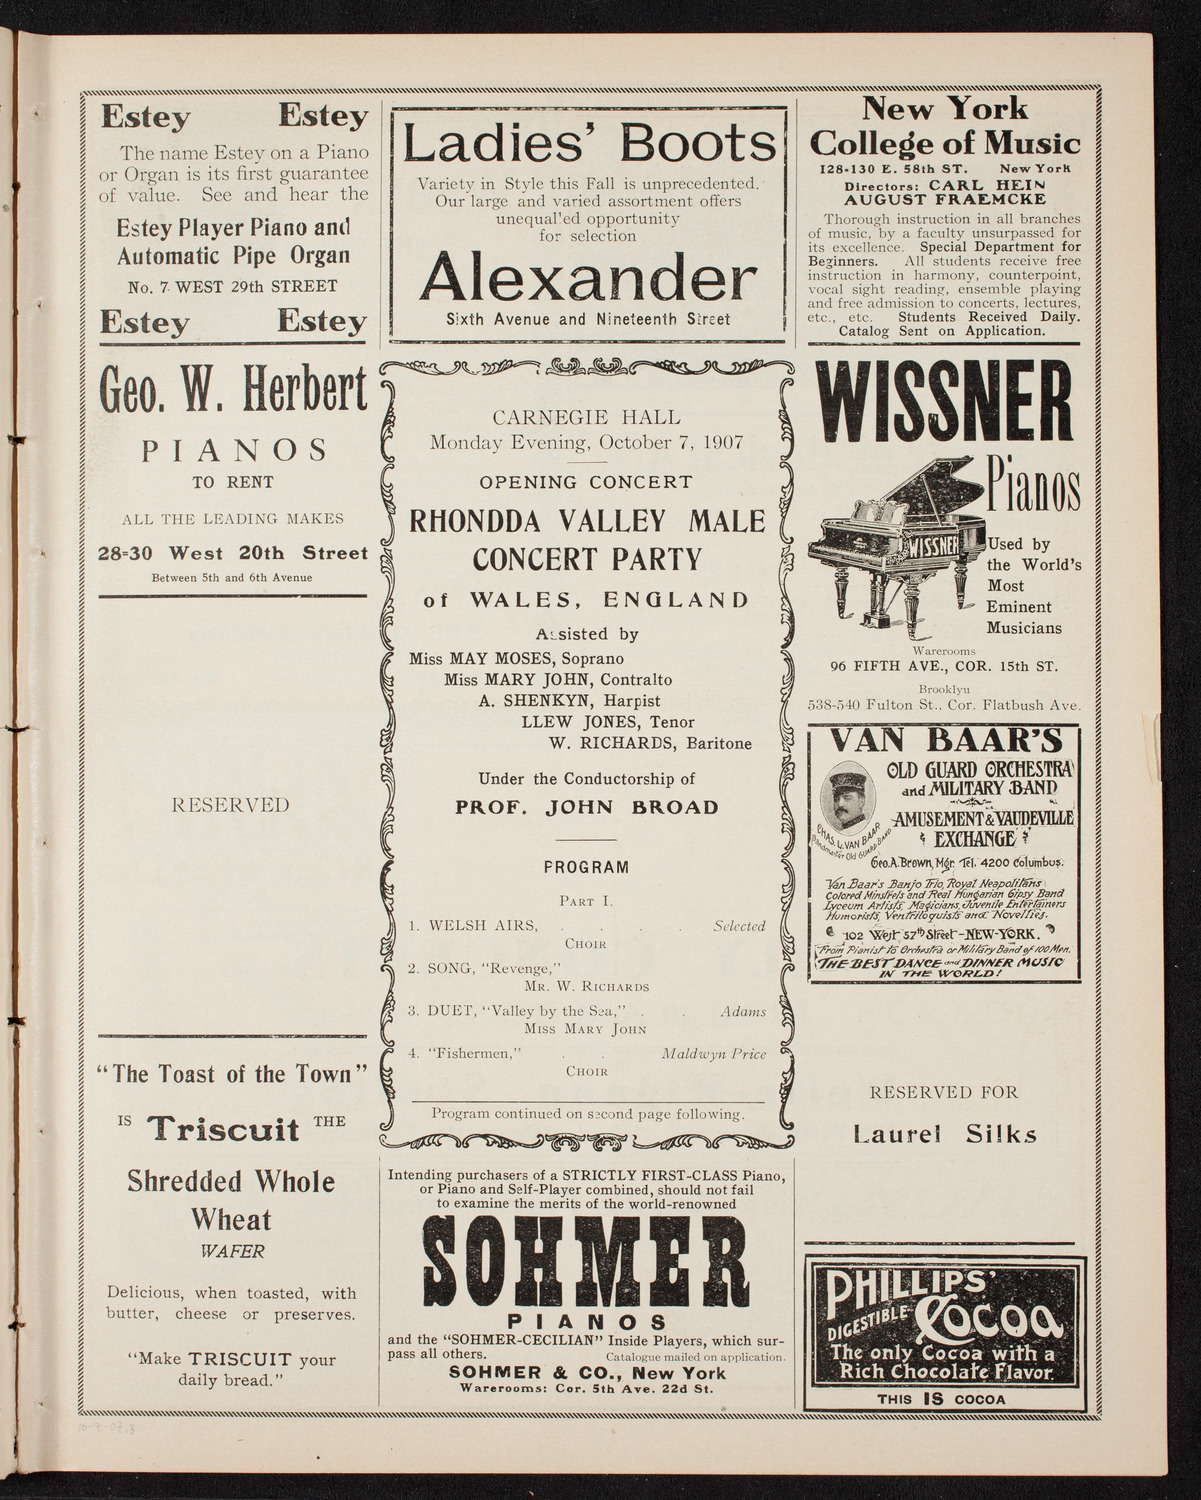 Estey Estey
The name Estey on a Piano
or Organ is its first guarantee
of value. See and hear the
Estey Player Piano and
Automatic Pipe Organ
No. 7 WEST 29th STREET
Estey Estey
Geo. W. Herbert
PIANOS
TO RENT
ALL THE LEADING MAKES
28=30 West 20th Street
Between 5th and 6th Avenue
RESERVED
"The Toast of the Town"
IS Triscuit THE
Shredded Whole
Wheat
WAFER
Delicious, when toasted, with
butter, cheese or preserves.
"Make TRISCUIT your
daily bread."
Ladies' Boots
Variety in Style this Fall is unprecedented.
Our large and varied assortment offers
unequal'ed opportunity
for selection
Alexander
Sixth Avenue and Nineteenth Street
CARNEGIE HALL
Monday Evening, October 7, 1907
OPENING CONCERT
RHONDDA VALLEY MALE
CONCERT PARTY
of WALES, ENGLAND
Assisted by
Miss MAY MOSES, Soprano
Miss MARY JOHN, Contralto
A. SHENKYN, Harpist
LLEW JONES, Tenor
W. RICHARDS, Baritone
Under the Conductorship of
PROF. JOHN BROAD
PROGRAM
PART I.
1. WELSH AIRS, . . . . Selected
CHOIR
2. SONG, "Revenge,"
MR. W. RICHARDS
3. DUET, "Valley by the Sea," . . Adams
MISS MARY JOHN
4. "Fishermen," . . Maldwyn Price
CHOIR
Program continued on second page following.
Intending purchasers of a STRICTLY FIRST-CLASS Piano,
or Piano and Self-Player combined, should not fail
to examine the merits of the world-renowned
SOHMER
PIANOS
and the "SOHMER-CECILIAN" Inside Players, which sur-
pass all others. Catalogue mailed on application.
SOHMER & CO., New York
Warerooms: Cor. 5th Ave. 22d St.
New York
College of Music
128-130 E. 58th ST. New York
Directors: CARL HEIN
AUGUST FRAEMCKE
Thorough instruction in all branches
of music, by a faculty unsurpassed for
its excellence. Special Department for
Beginners. All students receive free
instruction in harmony, counterpoint,
vocal sight reading, ensemble playing
and free admission to concerts, lectures,
etc., etc. Students Received Daily.
Catalog Sent on Application.
WISSNER
Pianos
WISSNER
Used by
the World's
Most
Eminent
Musicians
Warerooms
96 FIFTH AVE., COR. 15th ST.
Brooklyu
538-540 Fulton St., Cor. Flatbush Ave.
VAN BAAR'S
OLD GUARD ORCHESTRA
and MILITARY BAND
AMUSEMENT & VAUDEVILLE
EXCHANGE
CHAS. L. VAN BAAR
Bandmaster Old Guard Band
Geo. A. Brown, Mgr. Tel. 4200 Columbus.
Van Baar's Banjo Trio, Royal Neapolitans
Colored Minstrels and Real Hungarian Gipsy Band
Lyceum Artists, Magicians, Juvenile Entertainers
Humorists, Ventriloquists and Novelties.
102 West 57th Street-NEW-YORK.
From Pianist to Orchestra or Military Band of 100 Men.
THE BEST DANCE and DINNER MUSIC
IN THE WORLD!
RESERVED FOR
Laurel Silks
PHILLIPS'
DIGESTIBLE Cocoa
The only Cocoa with a
Rich Chocolate Flavor.
THIS IS COCOA